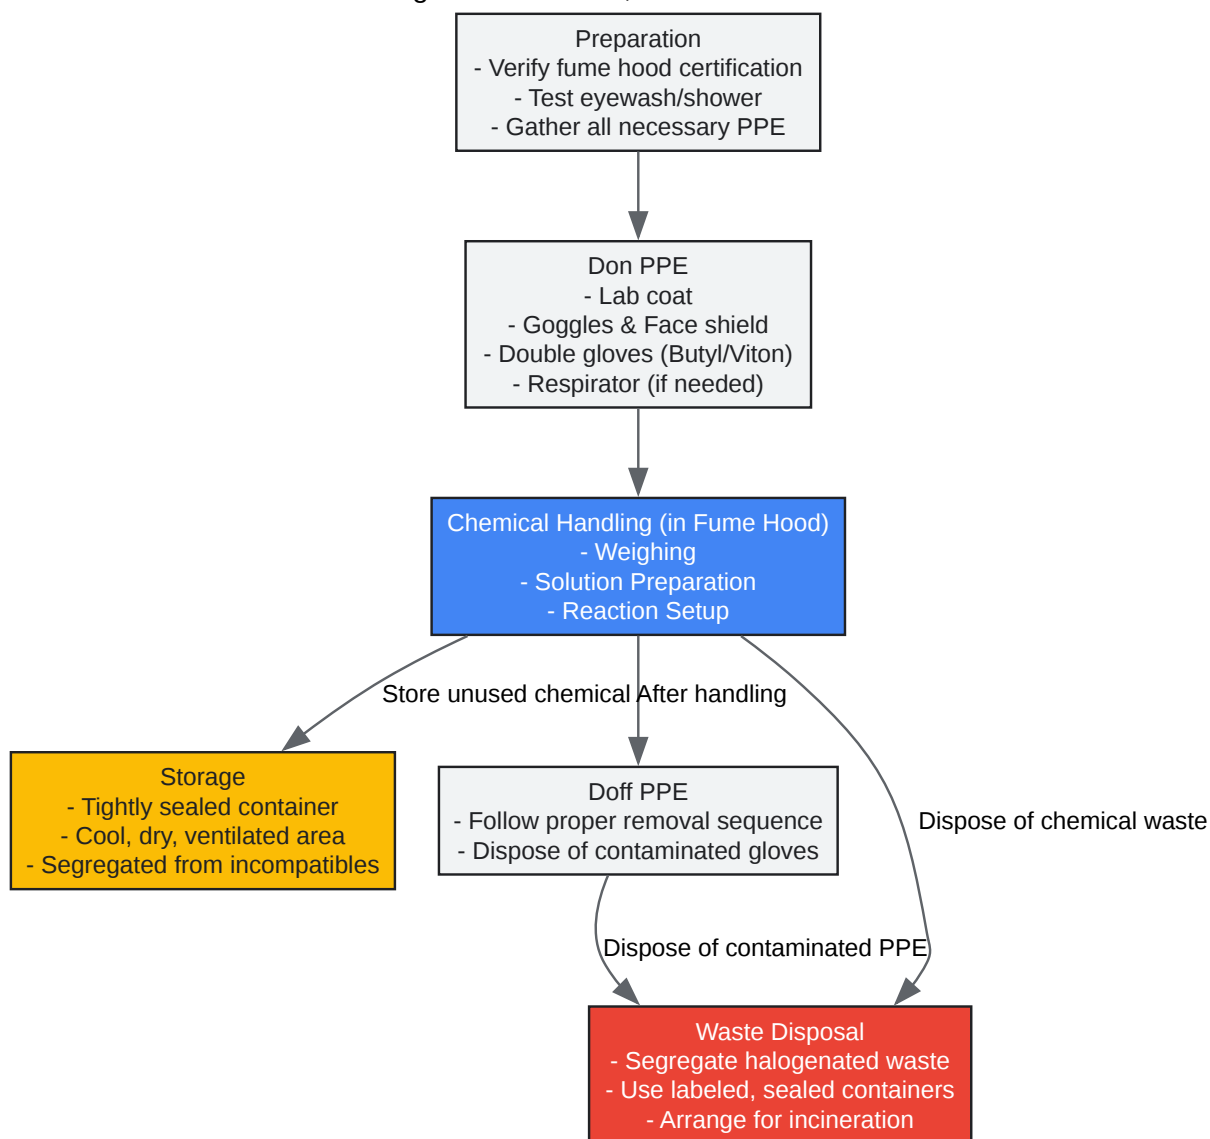 Preparation
- Verify fume hood certification
- Test eyewash/shower
- Gather all necessary PPE
Don PPE
- Lab coat
- Goggles & Face shield
- Double gloves (Butyl/Viton)
- Respirator (if needed)
Chemical Handling (in Fume Hood)
- Weighing
- Solution Preparation
- Reaction Setup
Store unused chemical
After handling
Storage
- Tightly sealed container
- Cool, dry, ventilated area
- Segregated from incompatibles
Doff PPE
- Follow proper removal sequence
- Dispose of contaminated gloves
Dispose of chemical waste
Dispose of contaminated PPE
Waste Disposal
- Segregate halogenated waste
- Use labeled, sealed containers
- Arrange for incineration